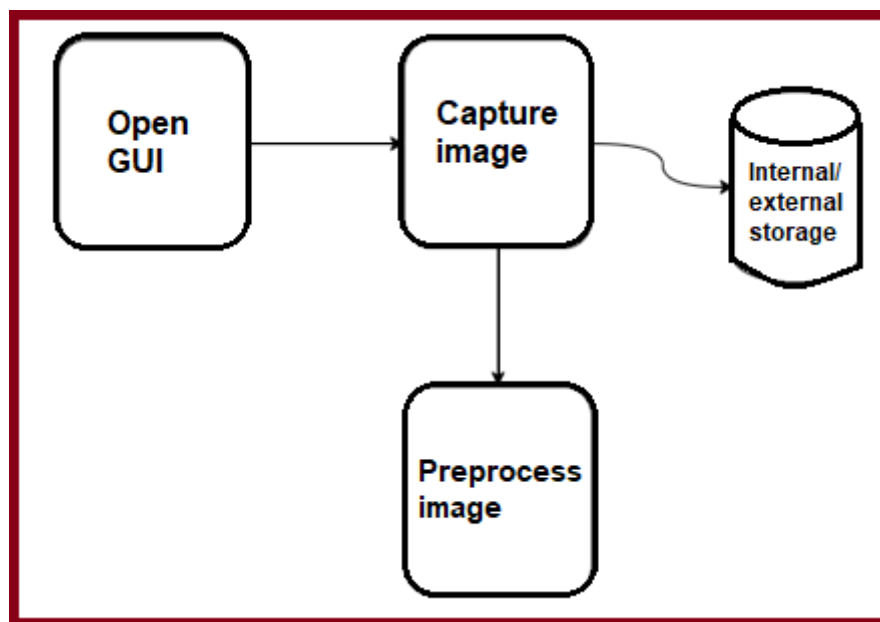 Open
GUI
Capture
image
Internal/
external
storage
Preprocess
image